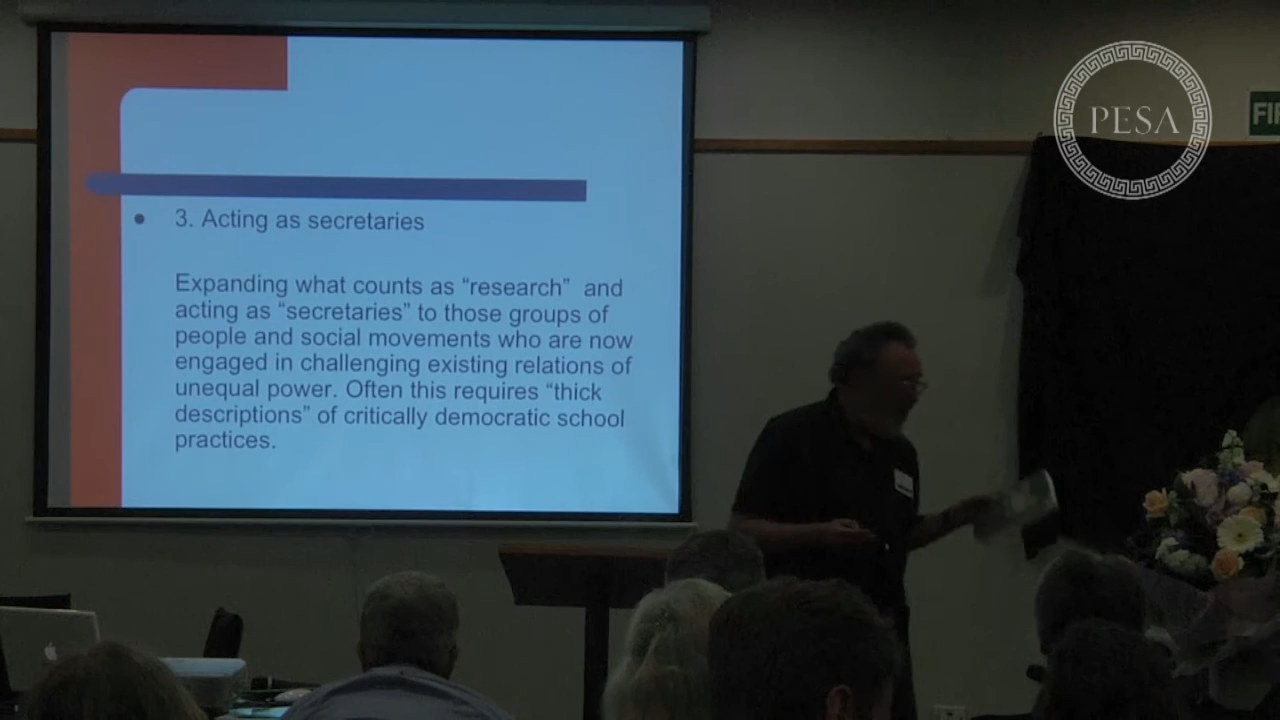 PESA
FI
• 3. Acting as secretaries
Expanding what counts as “research” and
acting as “secretaries” to those groups of
people and social movements who are now
engaged in challenging existing relations of
unequal power. Often this requires “thick
descriptions” of critically democratic school
practices.